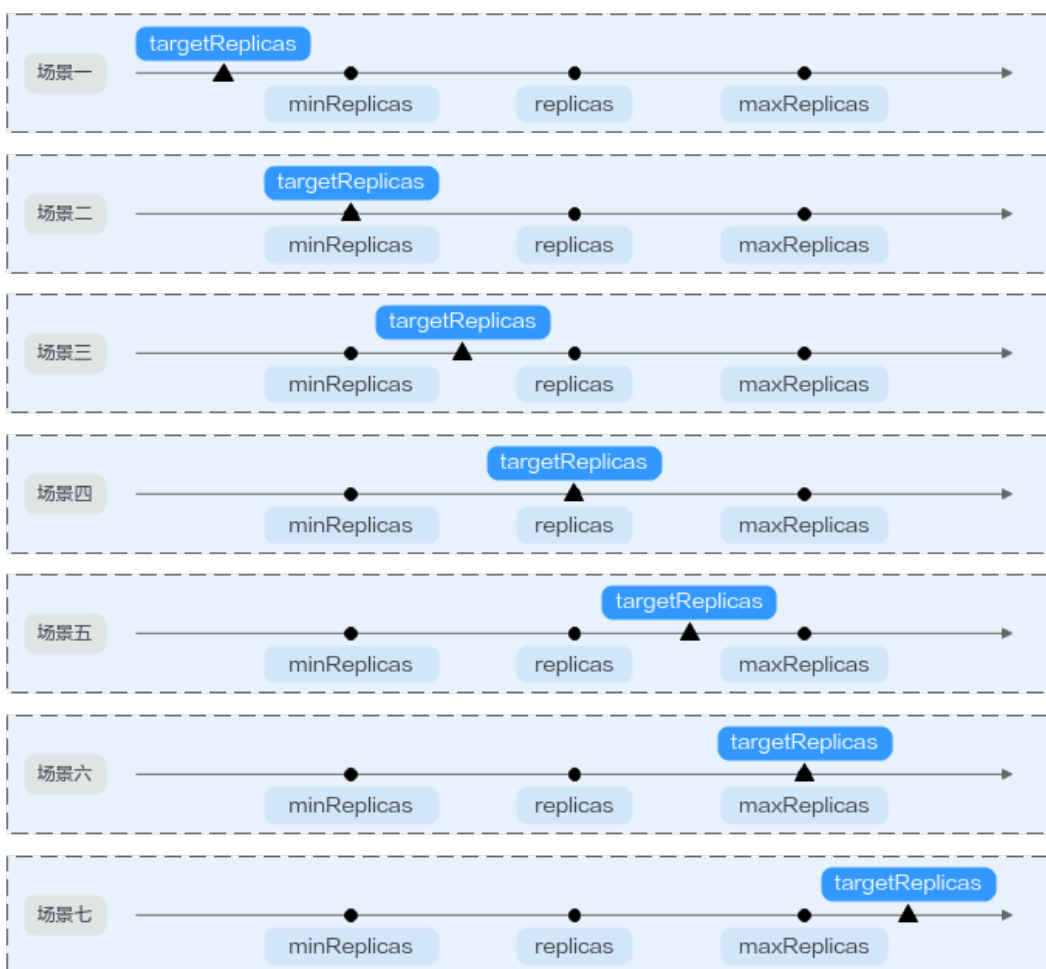 targetReplicas
场景一
minReplicas replicas maxReplicas
targetReplicas
场景二
minReplicas replicas maxReplicas
targetReplicas
场景三
minReplicas replicas maxReplicas
targetReplicas
场景四
minReplicas replicas maxReplicas
targetReplicas
场景五
minReplicas replicas maxReplicas
targetReplicas
场景六
minReplicas replicas maxReplicas
targetReplicas
场景七
minReplicas replicas maxReplicas